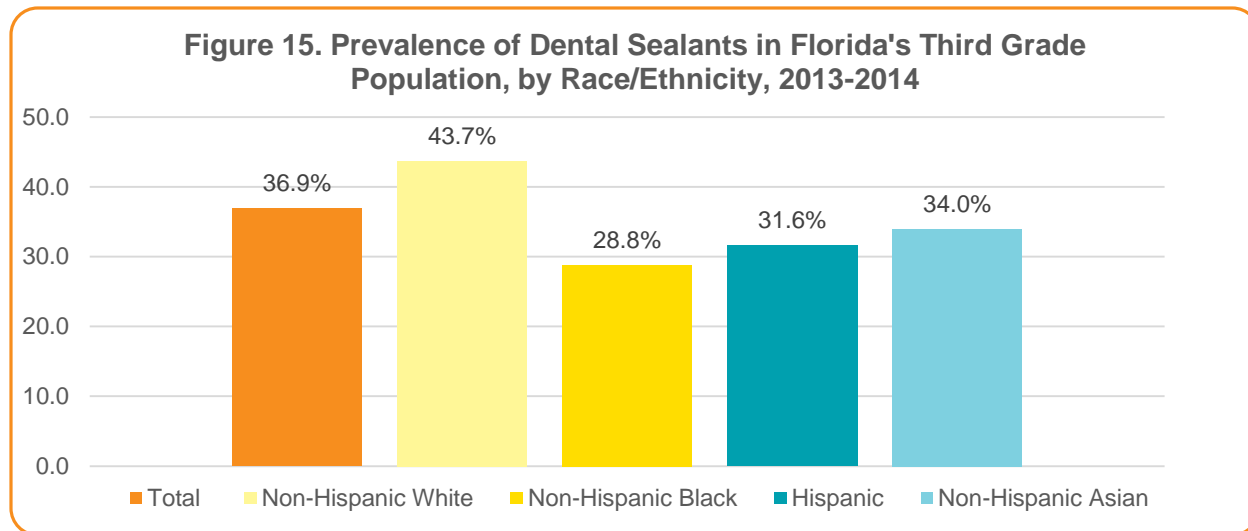 Figure 15. Prevalence of Dental Sealants in Florida's Third Grade
Population, by Race/Ethnicity, 2013-2014
50.0
40.0
30.0
20.0
10.0
0.0
36.9%
43.7%
28.8%
31.6%
34.0%
Total
Non-Hispanic White
Non-Hispanic Black
Hispanic
Non-Hispanic Asian